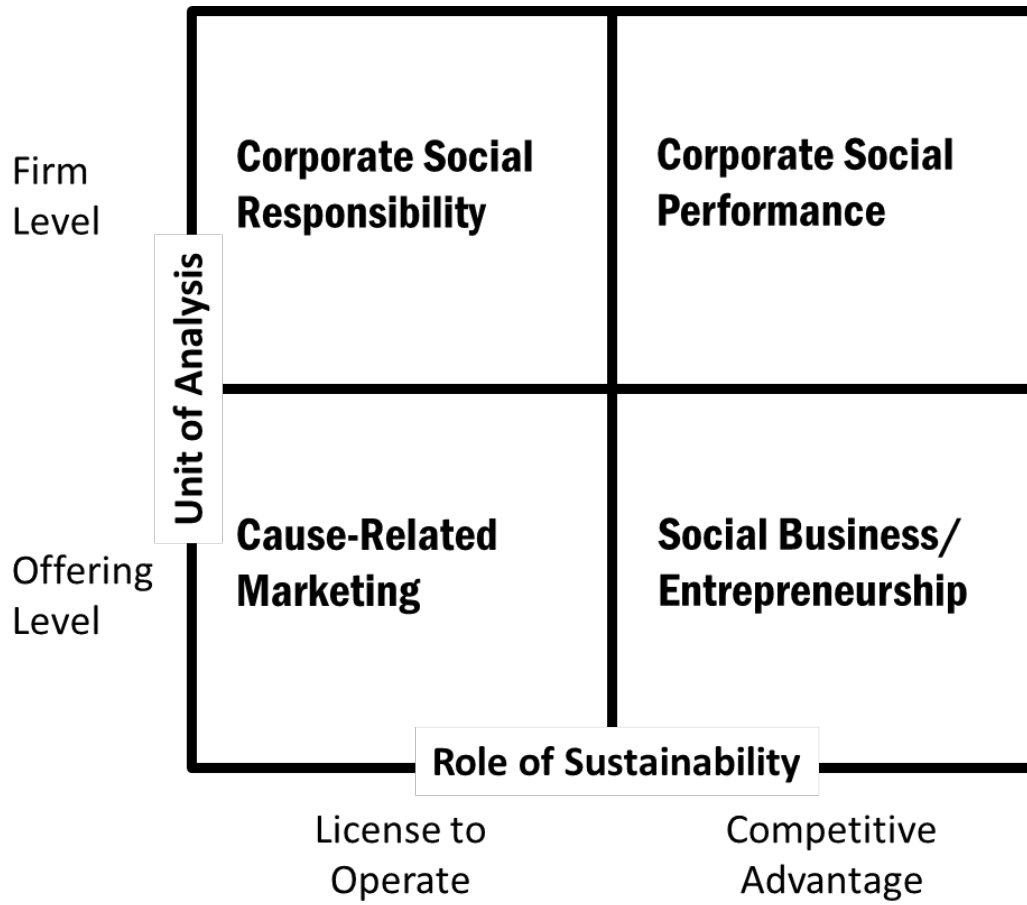 Firm
Level
Corporate Social
Responsibility
Corporate Social
Performance
Unit of Analysis
Offering
Level
Cause-Related
Marketing
Social Business/
Entrepreneurship
Role of Sustainability
License to
Operate
Competitive
Advantage